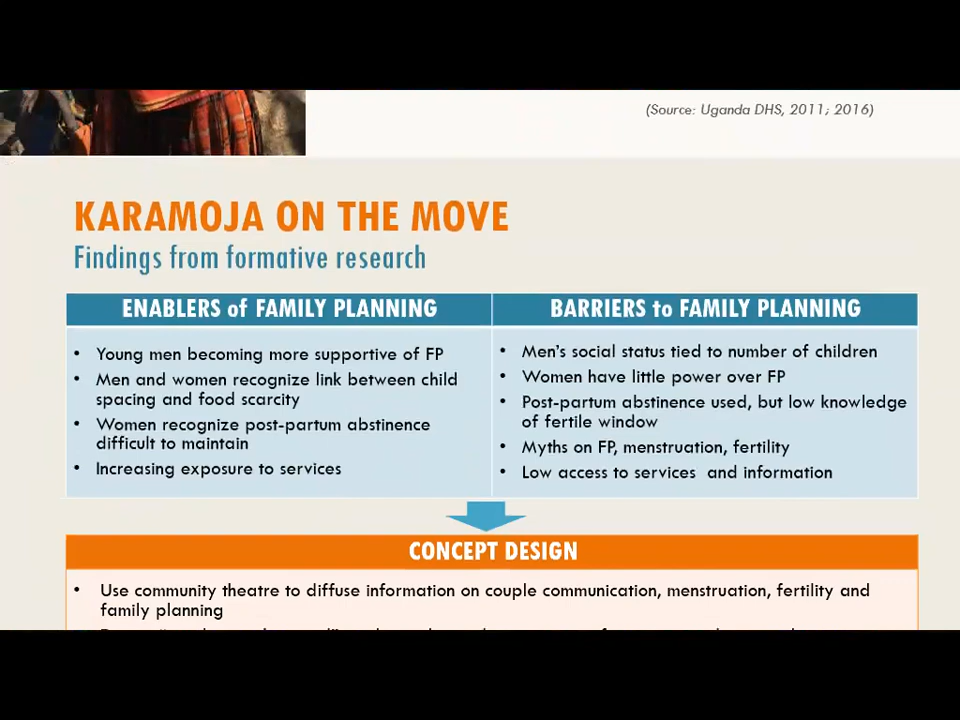 (Source: Uganda DHS, 2011; 2016)
KARAMOJA ON THE MOVE
Findings from formative research
ENABLERS of FAMILY PLANNING
• Young men becoming more supportive of FP
• Men and women recognize link between child
spacing and food scarcity
• Women recognize post-partum abstinence
difficult to maintain
• Increasing exposure to services
BARRIERS to FAMILY PLANNING
• Men's social status tied to number of children
• Women have little power over FP
• Post-partum abstinence used, but low knowledge
of fertile window
• Myths on FP, menstruation, fertility
• Low access to services and information
CONCEPT DESIGN
• Use community theatre to diffuse information on couple communication, menstruation, fertility and
family planning